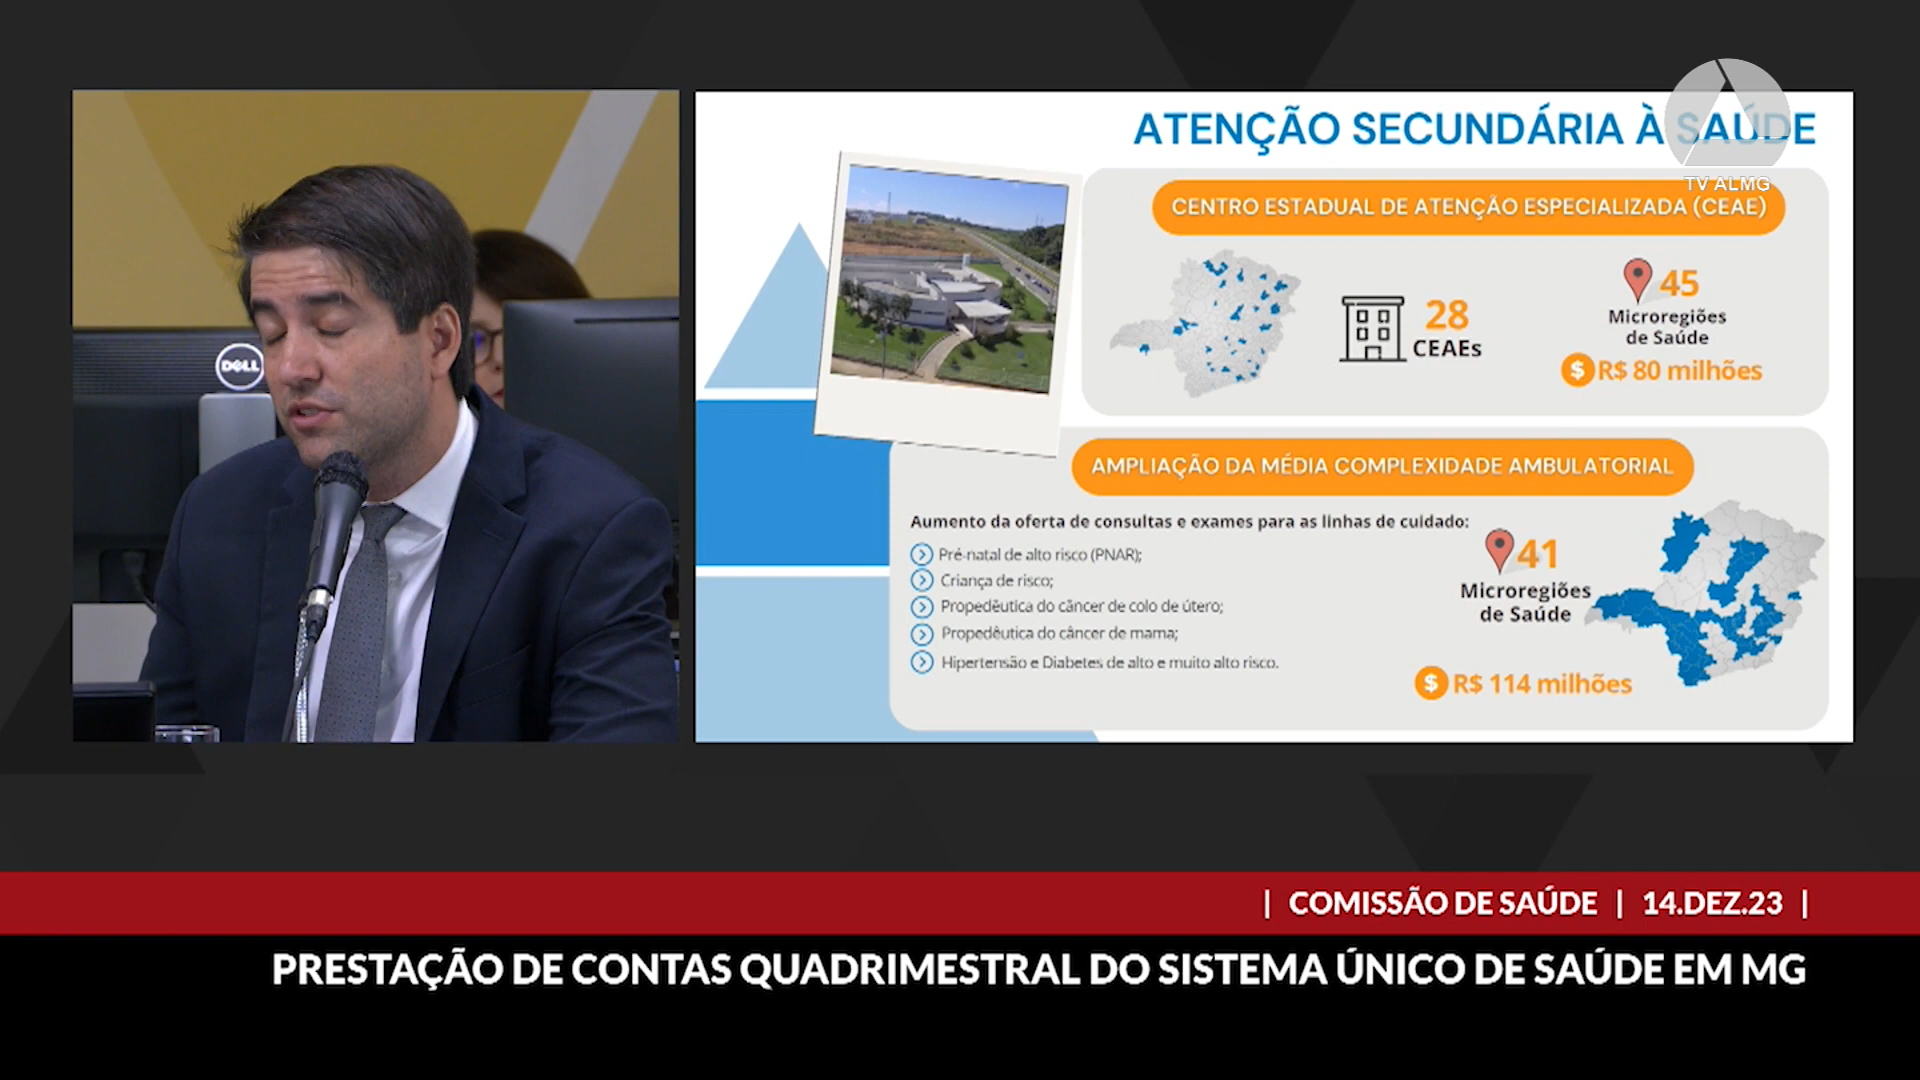 ATENÇÃO SECUNDÁRIA À SAÚDE
TV ALMG
CENTRO ESTADUAL DE ATENÇÃO ESPECIALIZADA (CEAE)
28
CEAEs
45
Microregiões
de Saúde
$ R$ 80 milhões
AMPLIAÇÃO DA MÉDIA COMPLEXIDADE AMBULATORIAL
Aumento da oferta de consultas e exames para as linhas de cuidado:
Pré-natal de alto risco (PNAR);
Criança de risco;
Propedêutica do câncer de colo de útero;
Propedêutica do câncer de mama;
Hipertensão e Diabetes de alto e muito alto risco.
41
Microregiões
de Saúde
$ R$ 114 milhões
DELL
| COMISSÃO DE SAÚDE | 14.DEZ.23 |
PRESTAÇÃO DE CONTAS QUADRIMESTRAL DO SISTEMA ÚNICO DE SAÚDE EM MG